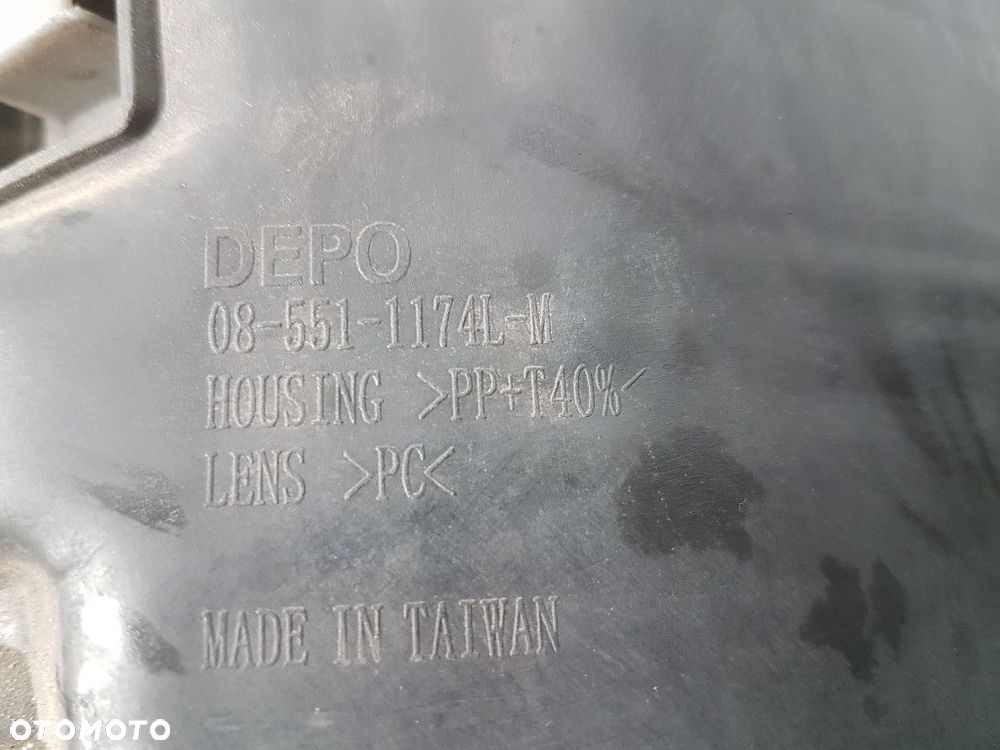 DEPO
08-551-1174L-M
HOUSING >PP+T40%<
LENS >PC<
MADE IN TAIWAN
OTOMOTO